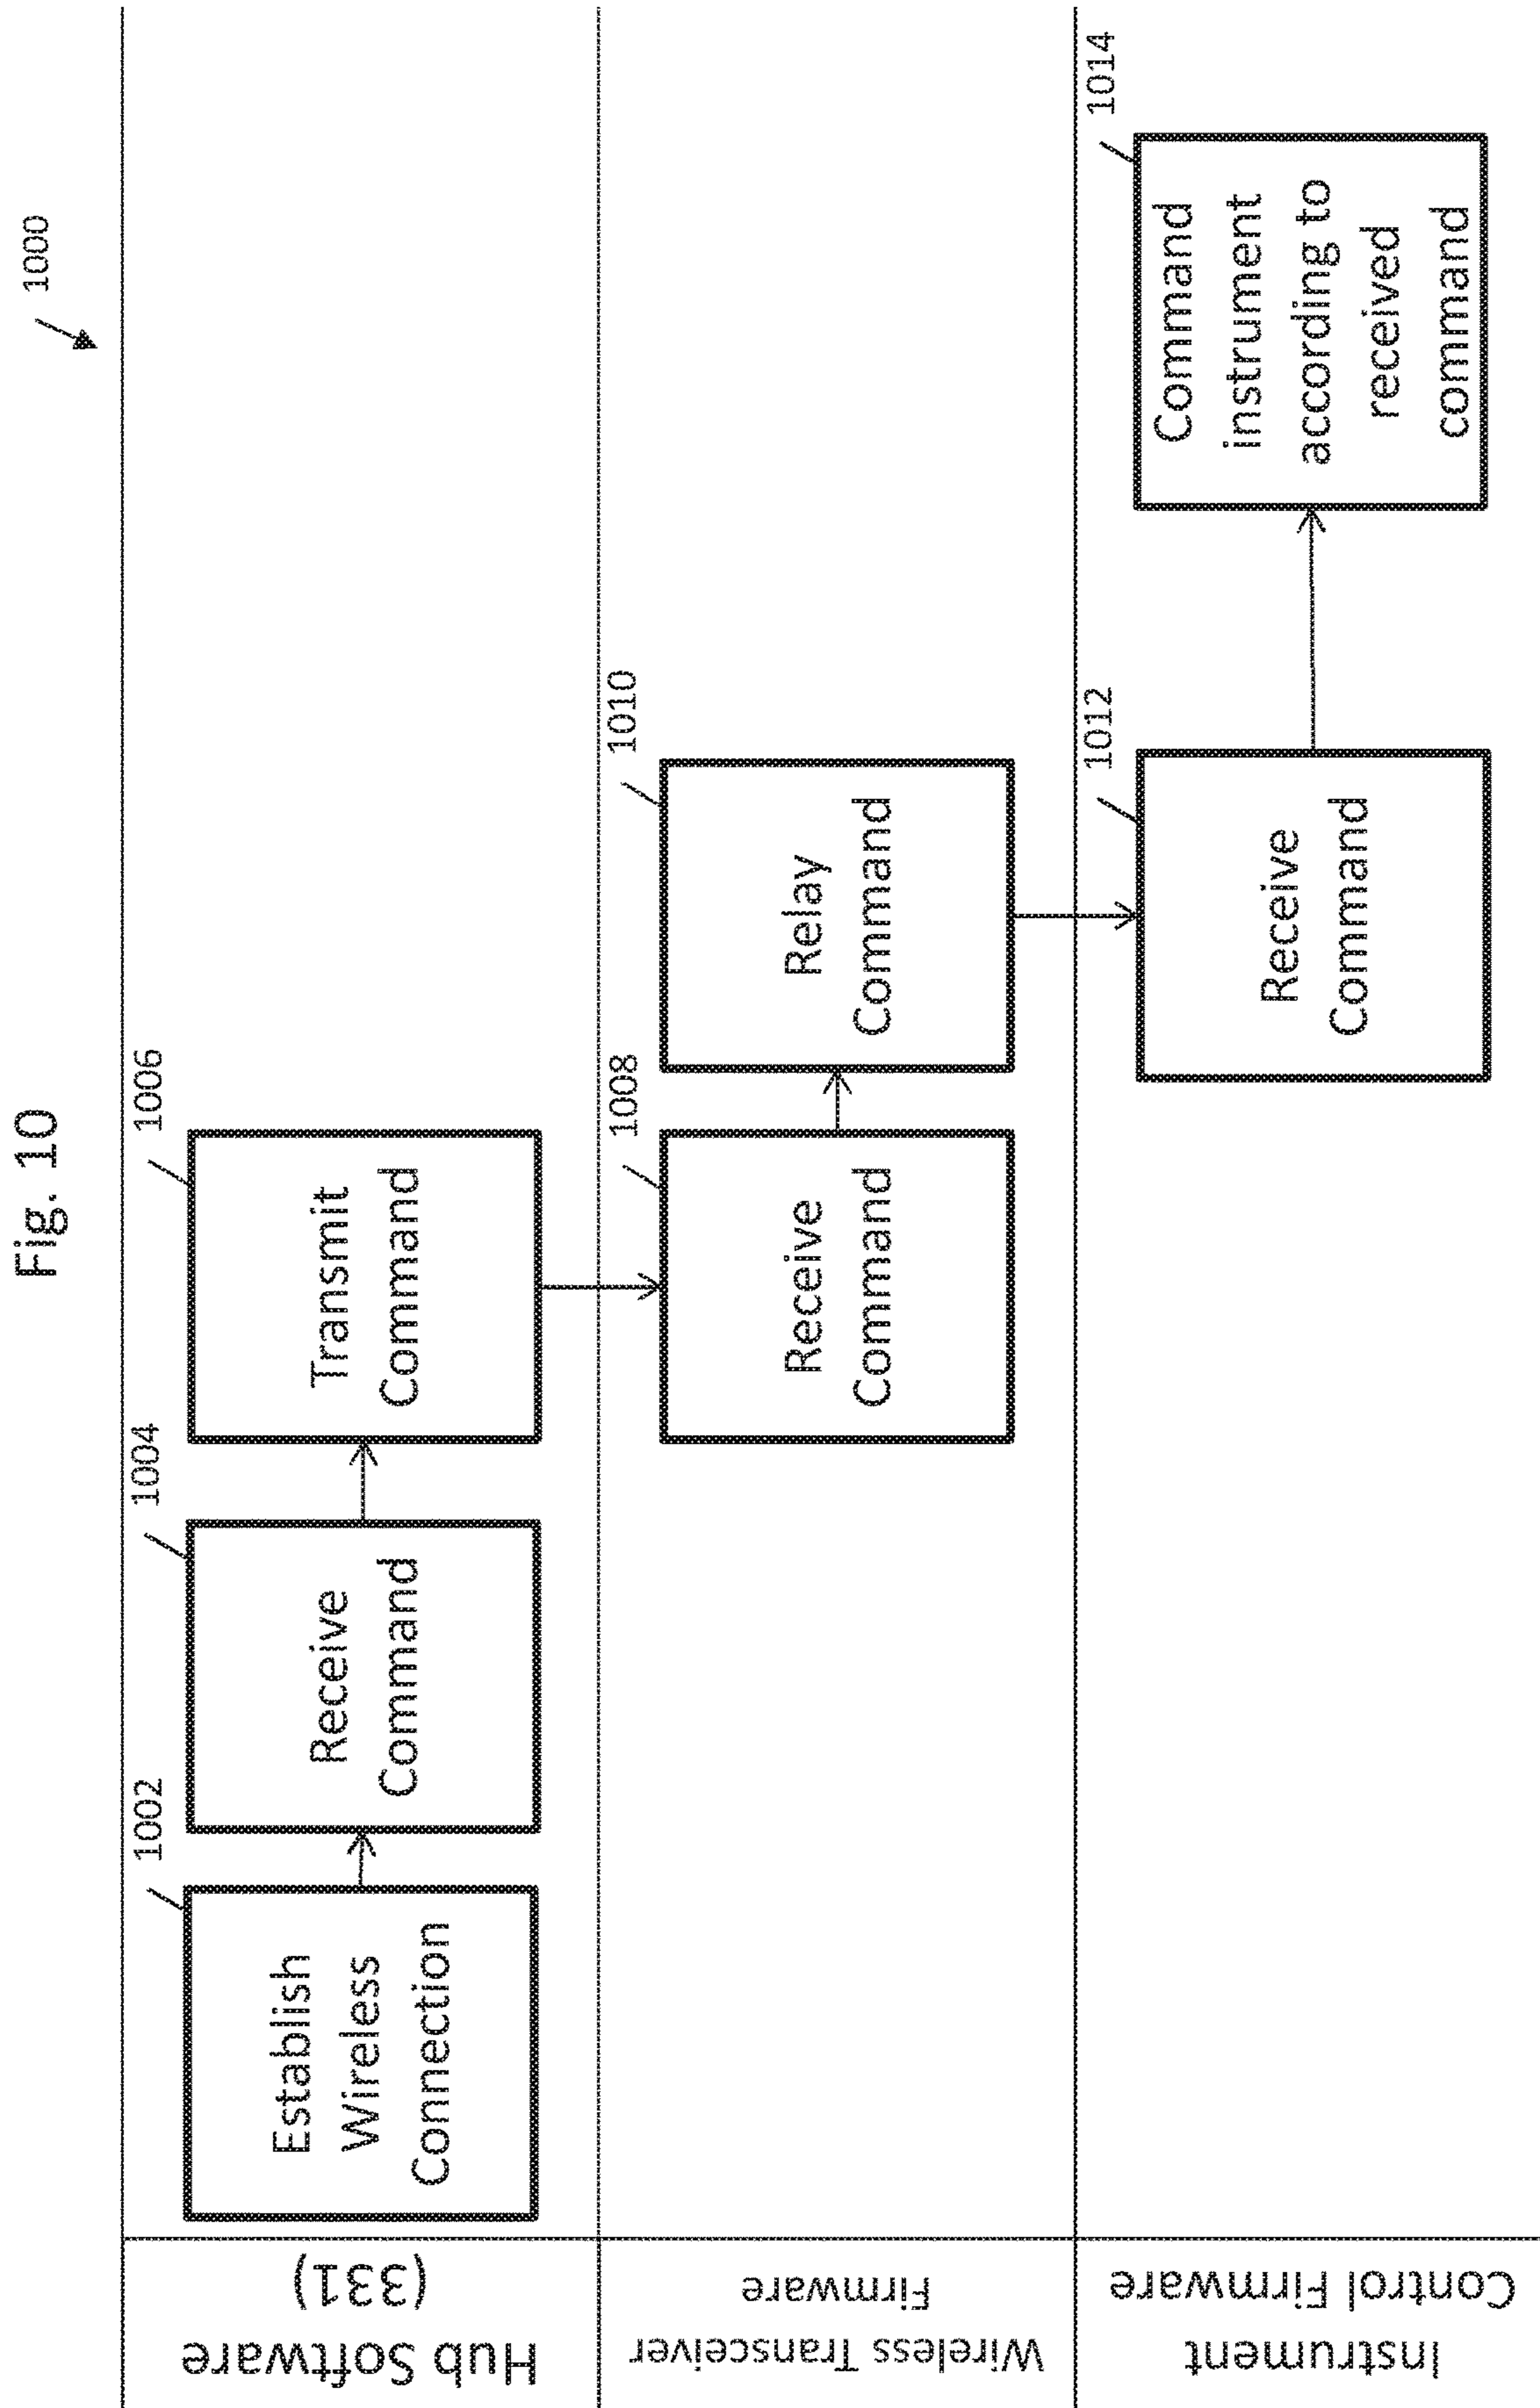 Fig. 10
1000
Hub Software
(331)
1002
Establish
Wireless
Connection
1004
Receive
Command
1006
Transmit
Command
Wireless Transceiver
Firmware
1008
Receive
Command
1010
Relay
Command
Instrument
Control Firmware
1012
Receive
Command
1014
Command
instrument
according to
received
command